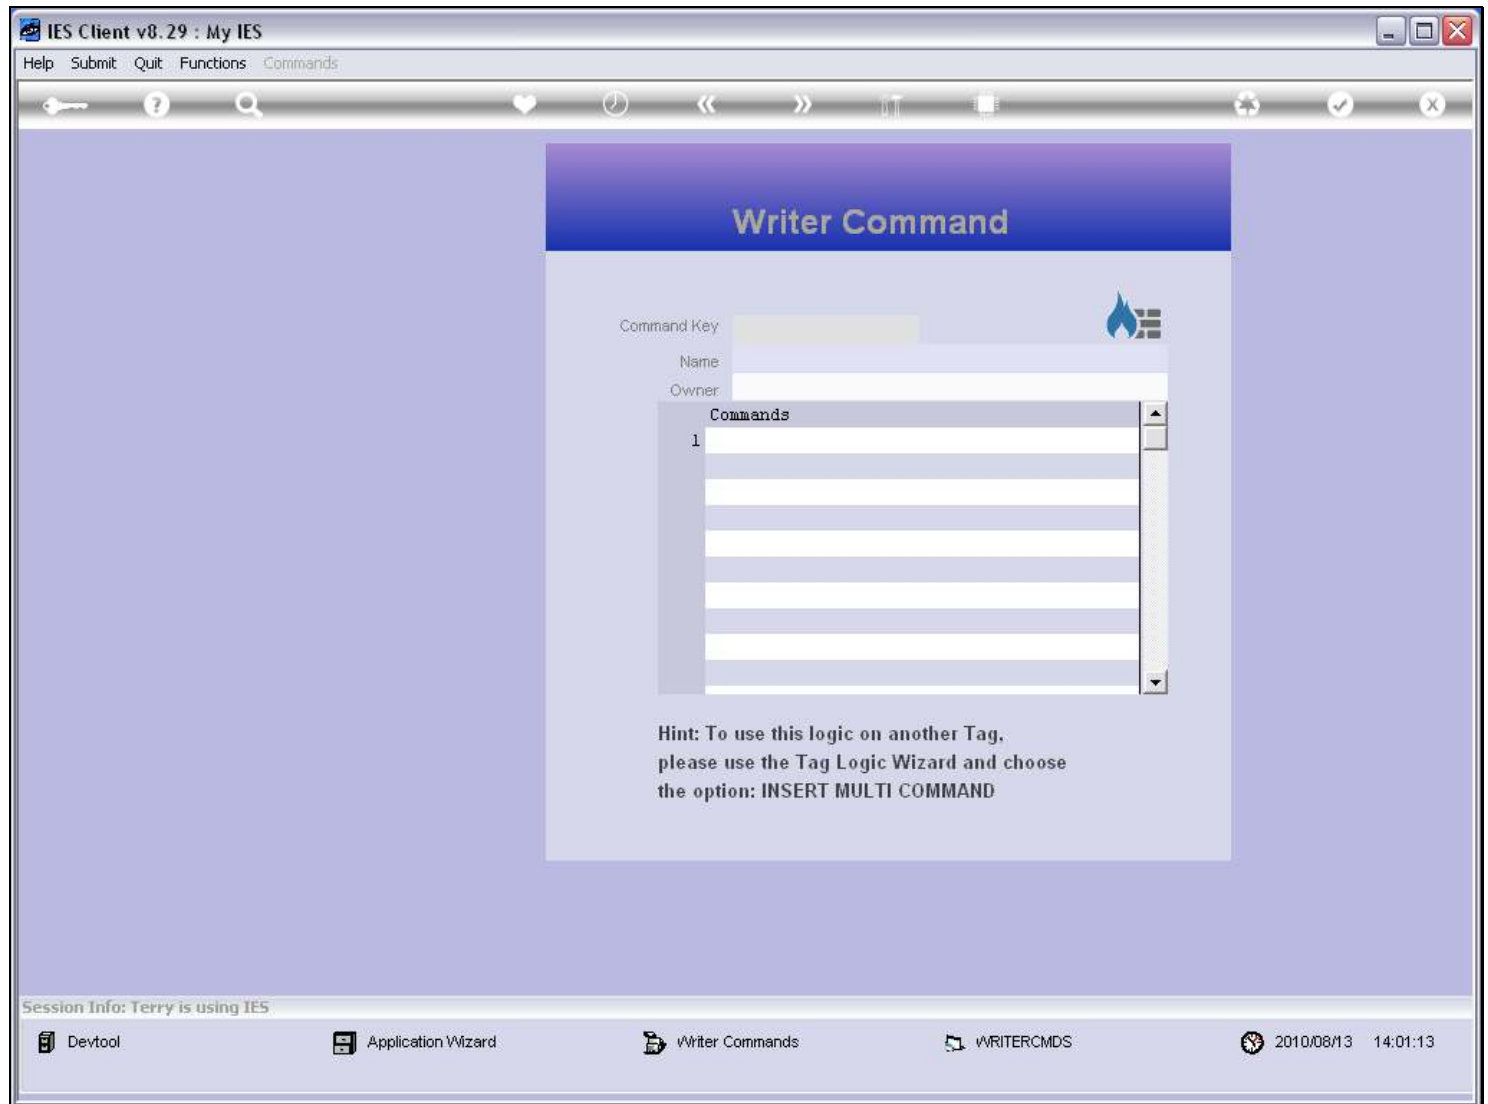 IES Client v8.29 : My IES
Help Submit Quit Functions Commands
Writer Command
Command Key
Name
Owner
Commands
1
Hint: To use this logic on another Tag,
please use the Tag Logic Wizard and choose
the option: INSERT MULTI COMMAND
Session Info: Terry is using IES
Devtool Application Wizard Writer Commands WRITERCMDS 2010/08/13 14:01:13